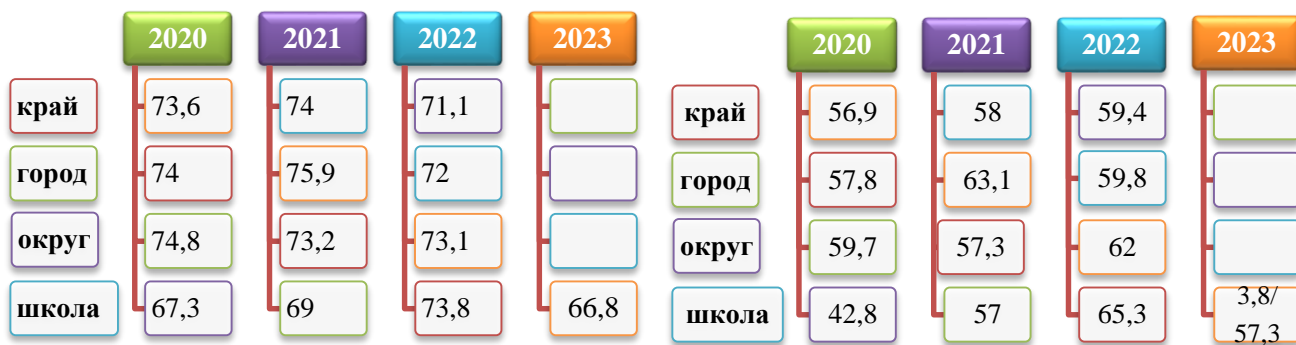 2020 2021 2022 2023
край 73,6 74 71,1
город 74 75,9 72
округ 74,8 73,2 73,1
школа 67,3 69 73,8 66,8
2020 2021 2022 2023
край 56,9 58 59,4
город 57,8 63,1 59,8
округ 59,7 57,3 62
школа 42,8 57 65,3 3,8/
57,3